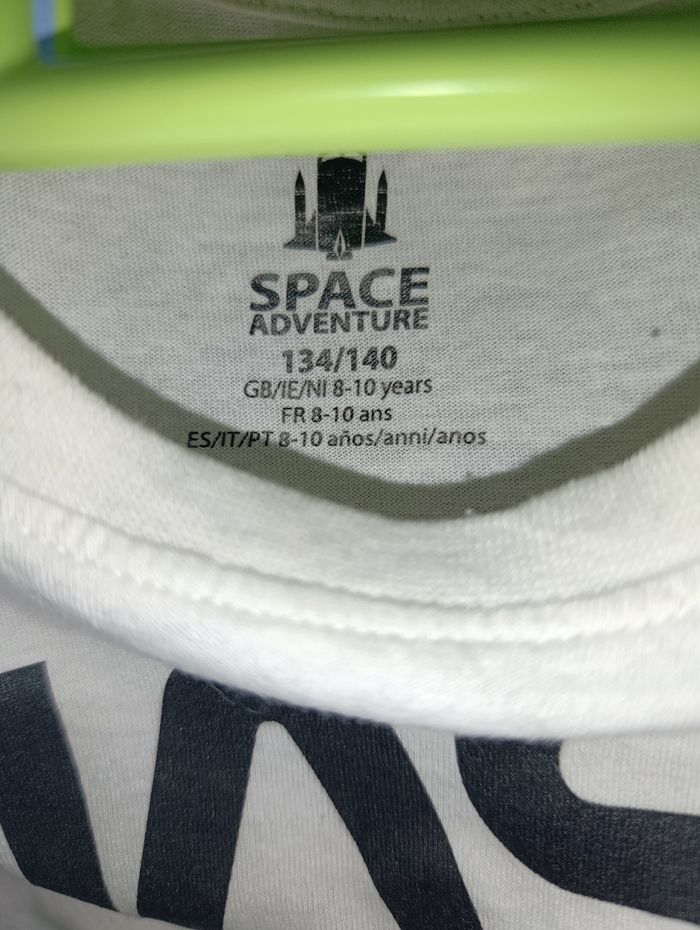 SPACE
ADVENTURE
134/140
GB/IE/NI 8-10 years
FR 8-10 ans
ES/IT/PT 8-10 años/anni/anos